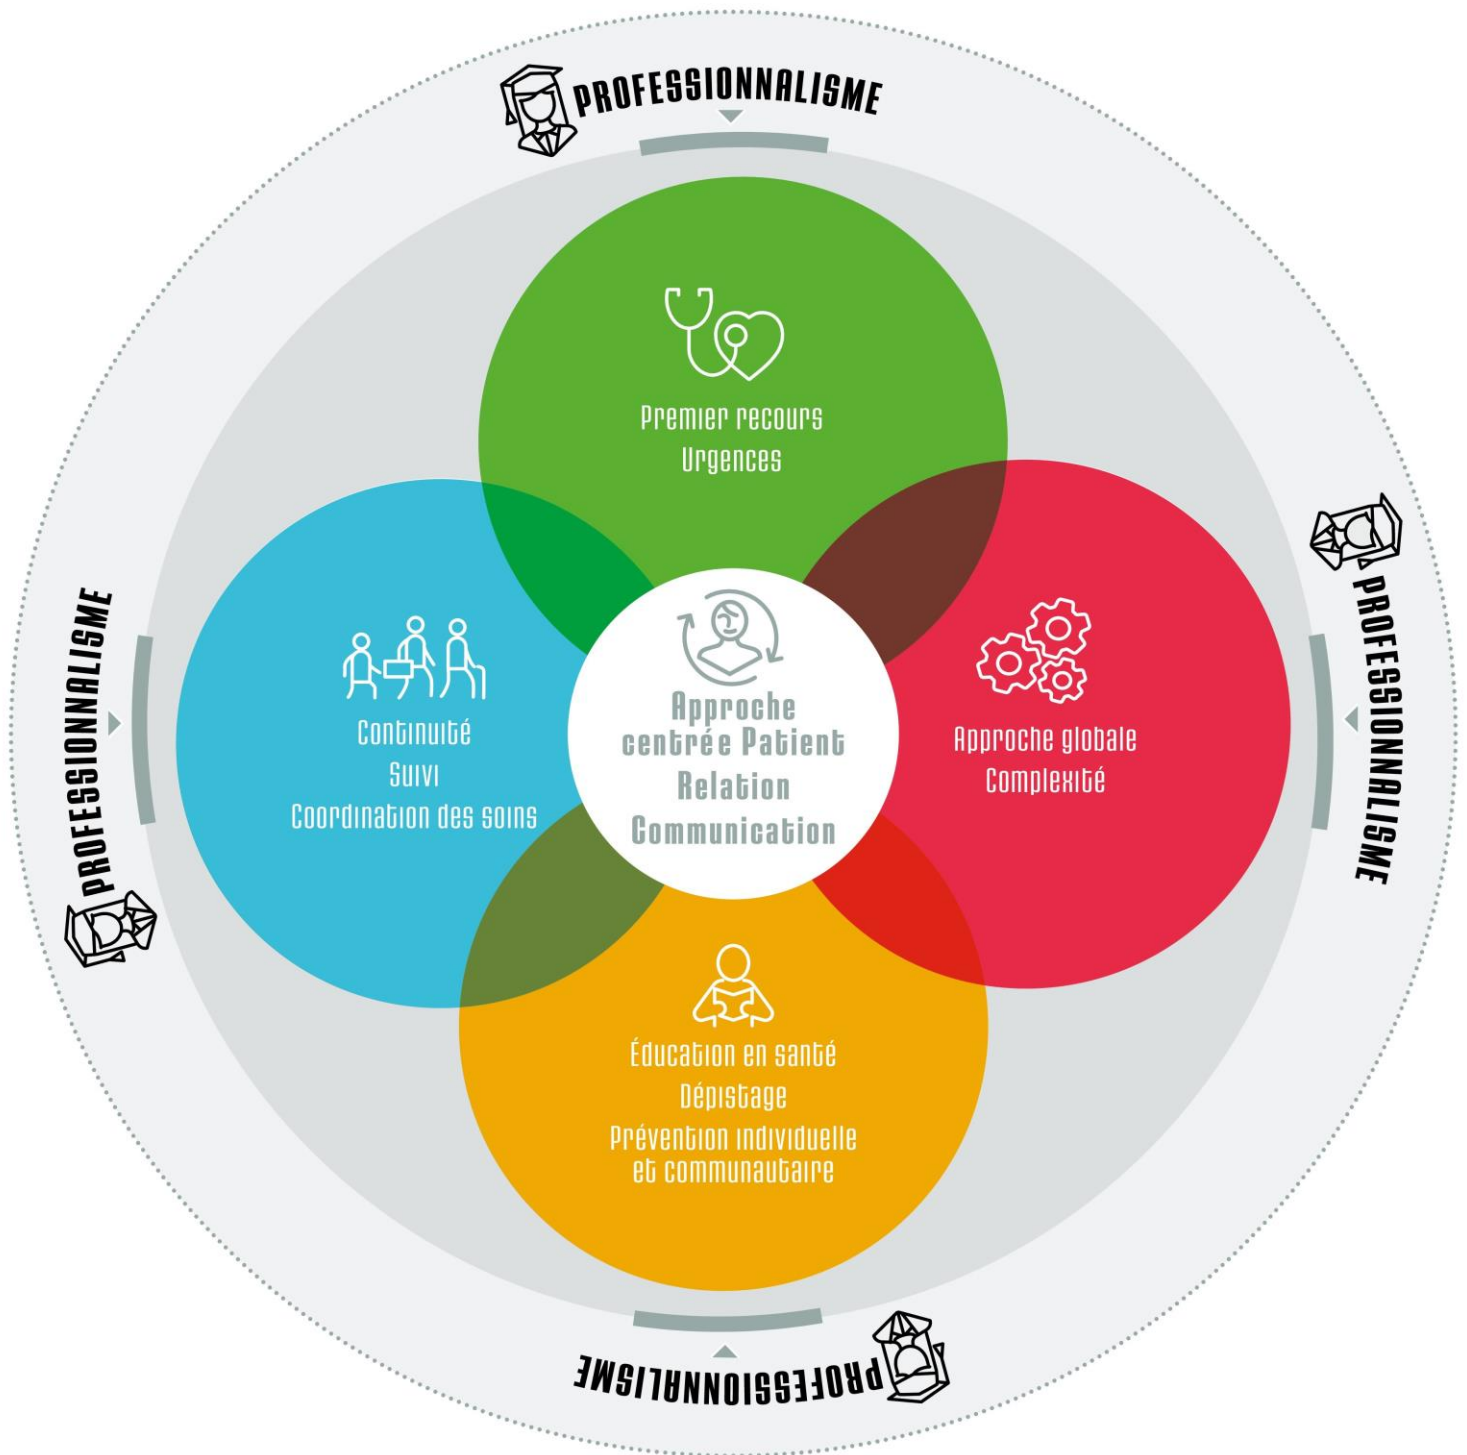 PROFESSIONNALISME
Premier recours
Urgences
PROFESSIONNALISME
Continuité
Suivi
Coordination des soins
Approche
centrée Patient
Relation
Communication
Approche globale
Complexité
PROFESSIONNALISME
Éducation en santé
Dépistage
Prévention individuelle
et communautaire
PROFESSIONNALISME